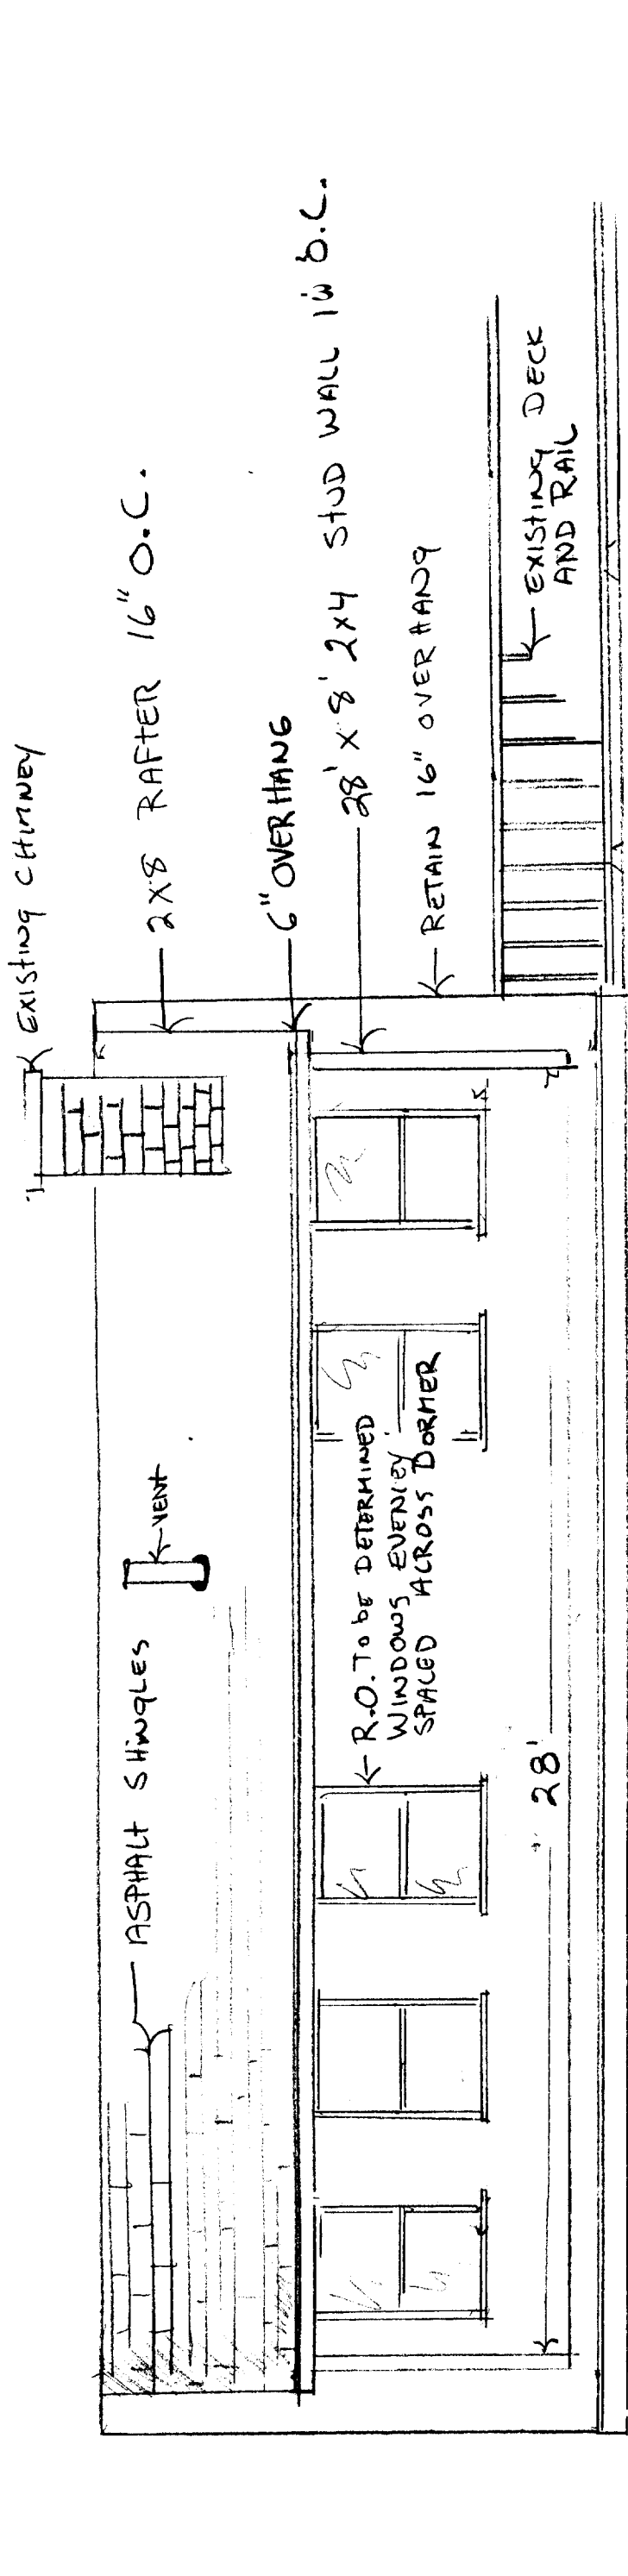 EXISTING CHIMNEY
2X8 RAFTER 16" O.C.
6" OVERHANG
28' X 8' 2X4 STUD WALL 16 O.C.
RETAIN 16" OVERHANG
EXISTING DECK
AND RAIL
VENT
ASPHALT SHINGLES
R.O. To be DETERMINED
WINDOWS EVENLEY
SPACED ACROSS DORMER
28'